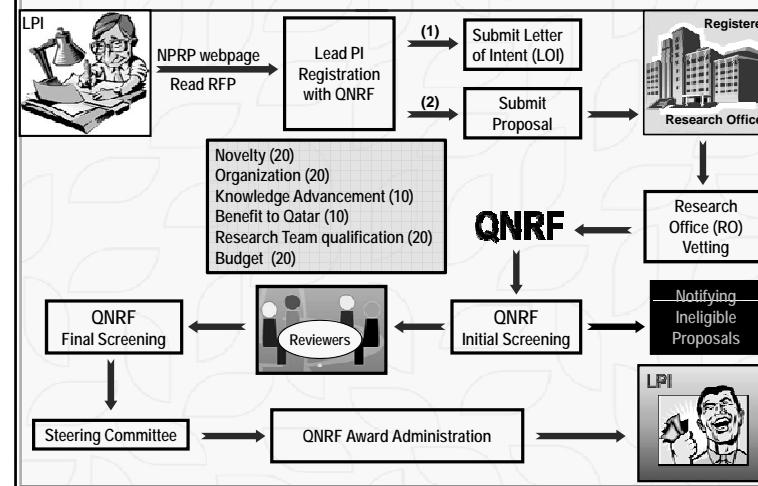 LPI
NPRP webpage
Read RFP
Lead PI
Registration
with QNRF
(1)
Submit Letter
of Intent (LOI)
(2)
Submit
Proposal
Registere
Research Office
Novelty (20)
Organization (20)
Knowledge Advancement (10)
Benefit to Qatar (10)
Research Team qualification (20)
Budget (20)
QNRF
Research
Office (RO)
Vetting
QNRF
Final Screening
Reviewers
QNRF
Initial Screening
Notifying
Ineligible
Proposals
Steering Committee
QNRF Award Administration
LPI